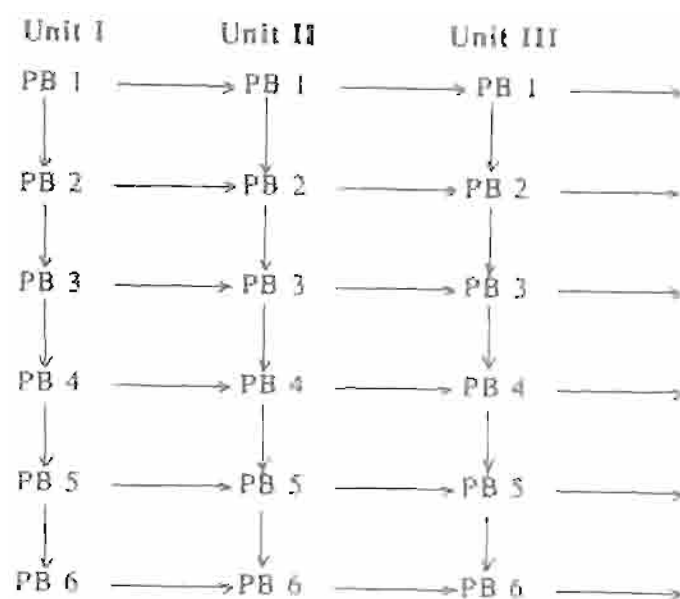 Unit I Unit II Unit III
PB 1 PB 1 PB 1
PB 2 PB 2 PB 2
PB 3 PB 3 PB 3
PB 4 PB 4 PB 4
PB 5 PB 5 PB 5
PB 6 PB 6 PB 6